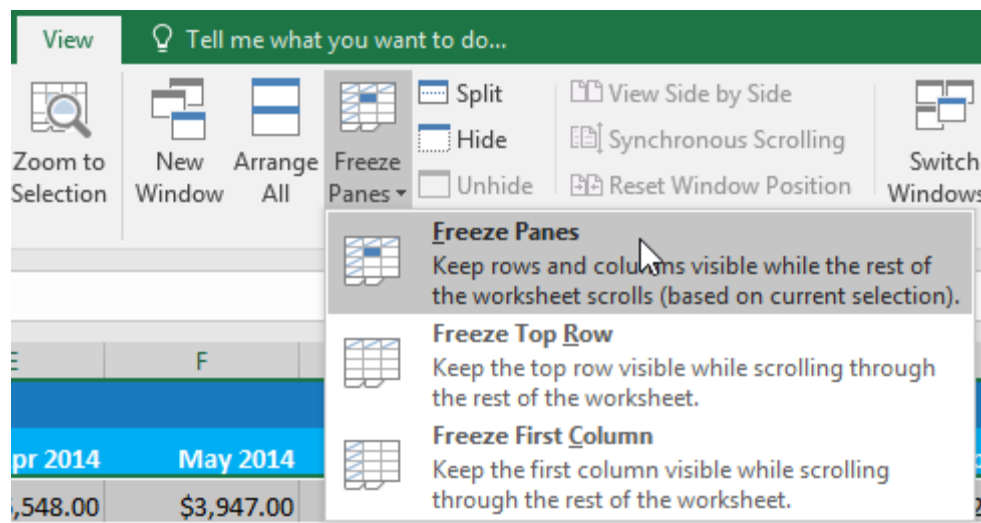 View
Tell me what you want to do...
Zoom to
Selection
New
Window
Arrange
All
Freeze
Panes
Split
Hide
Unhide
View Side by Side
Synchronous Scrolling
Reset Window Position
Switch
Windows
Freeze Panes
Keep rows and columns visible while the rest of
the worksheet scrolls (based on current selection).
Freeze Top Row
Keep the top row visible while scrolling through
the rest of the worksheet.
Freeze First Column
Keep the first column visible while scrolling
through the rest of the worksheet.
F
pr 2014
May 2014
,548.00
$3,947.00